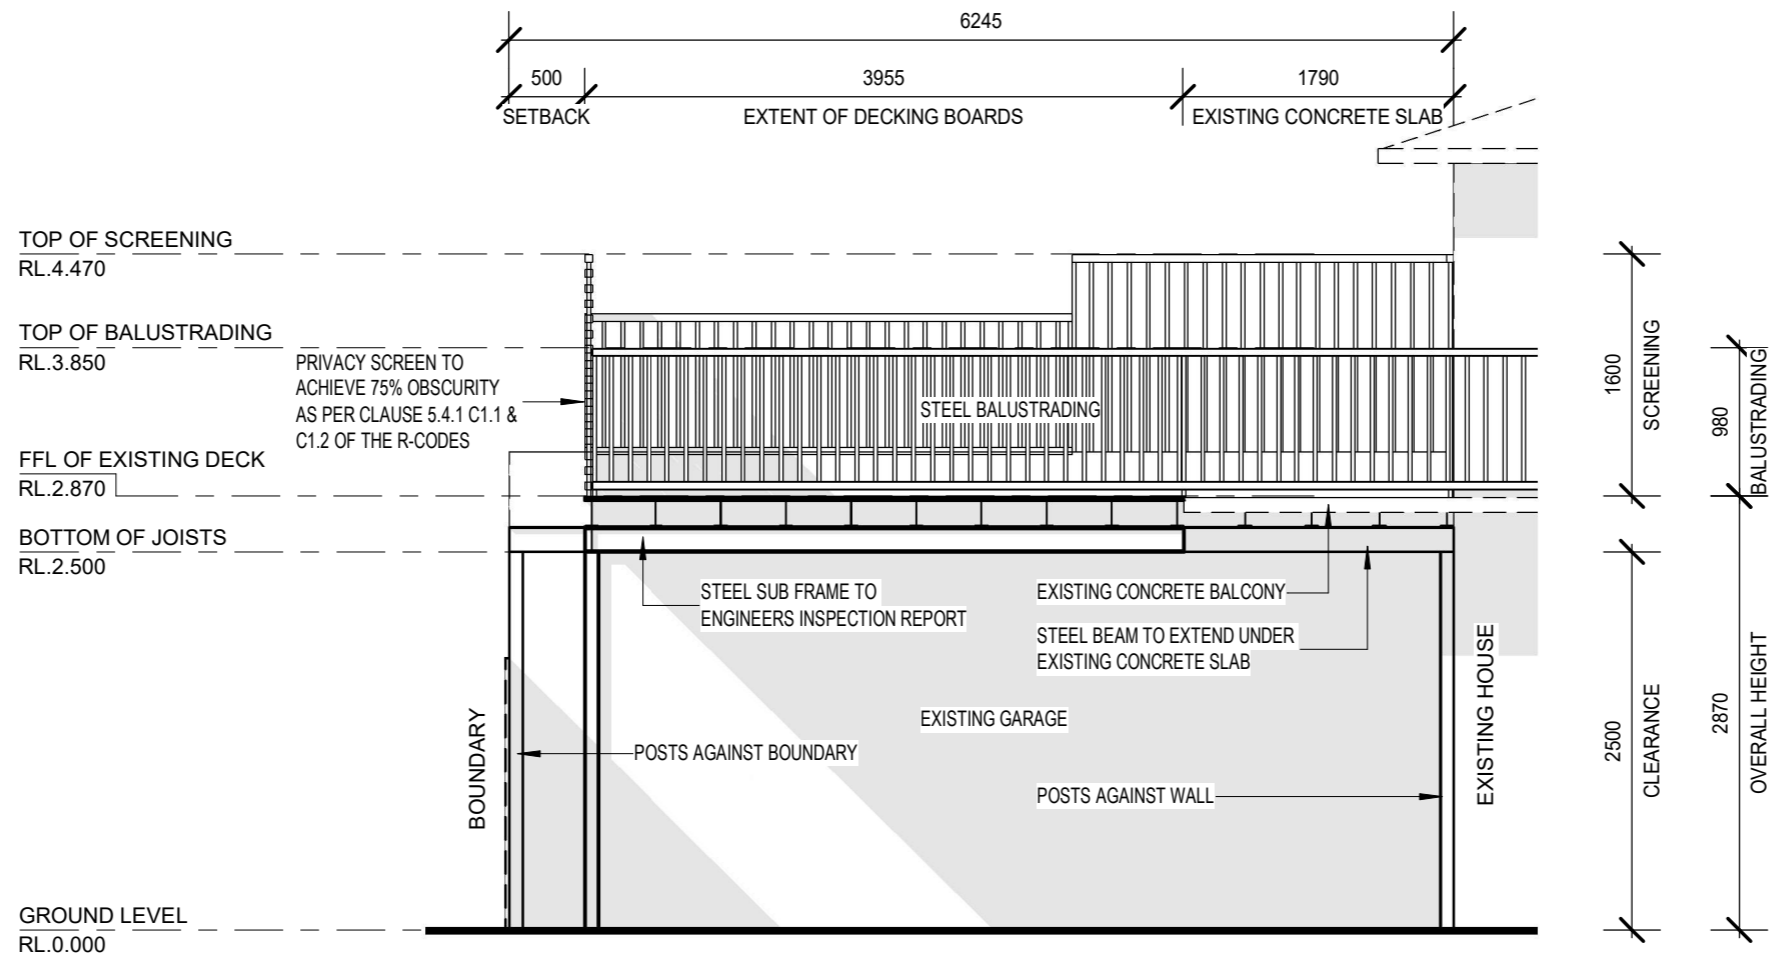 6245
500
3955
1790
SETBACK
EXTENT OF DECKING BOARDS
EXISTING CONCRETE SLAB
TOP OF SCREENING
RL.4.470
TOP OF BALUSTRADING
RL.3.850
PRIVACY SCREEN TO
ACHIEVE 75% OBSCURITY
AS PER CLAUSE 5.4.1 C1.1 &
C1.2 OF THE R-CODES
STEEL BALUSTRADING
FFL OF EXISTING DECK
RL.2.870
BOTTOM OF JOISTS
RL.2.500
STEEL SUB FRAME TO
ENGINEERS INSPECTION REPORT
EXISTING CONCRETE BALCONY
STEEL BEAM TO EXTEND UNDER
EXISTING CONCRETE SLAB
EXISTING GARAGE
BOUNDARY
POSTS AGAINST BOUNDARY
POSTS AGAINST WALL
EXISTING HOUSE
1600
SCREENING
980
BALUSTRADING
2500
CLEARANCE
2870
OVERALL HEIGHT
GROUND LEVEL
RL.0.000